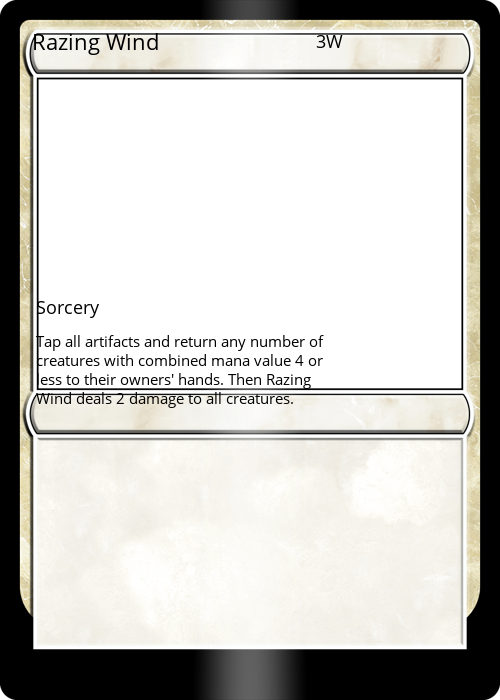 Razing Wind 3W
Sorcery
Tap all artifacts and return any number of
creatures with combined mana value 4 or
less to their owners' hands. Then Razing
Wind deals 2 damage to all creatures.